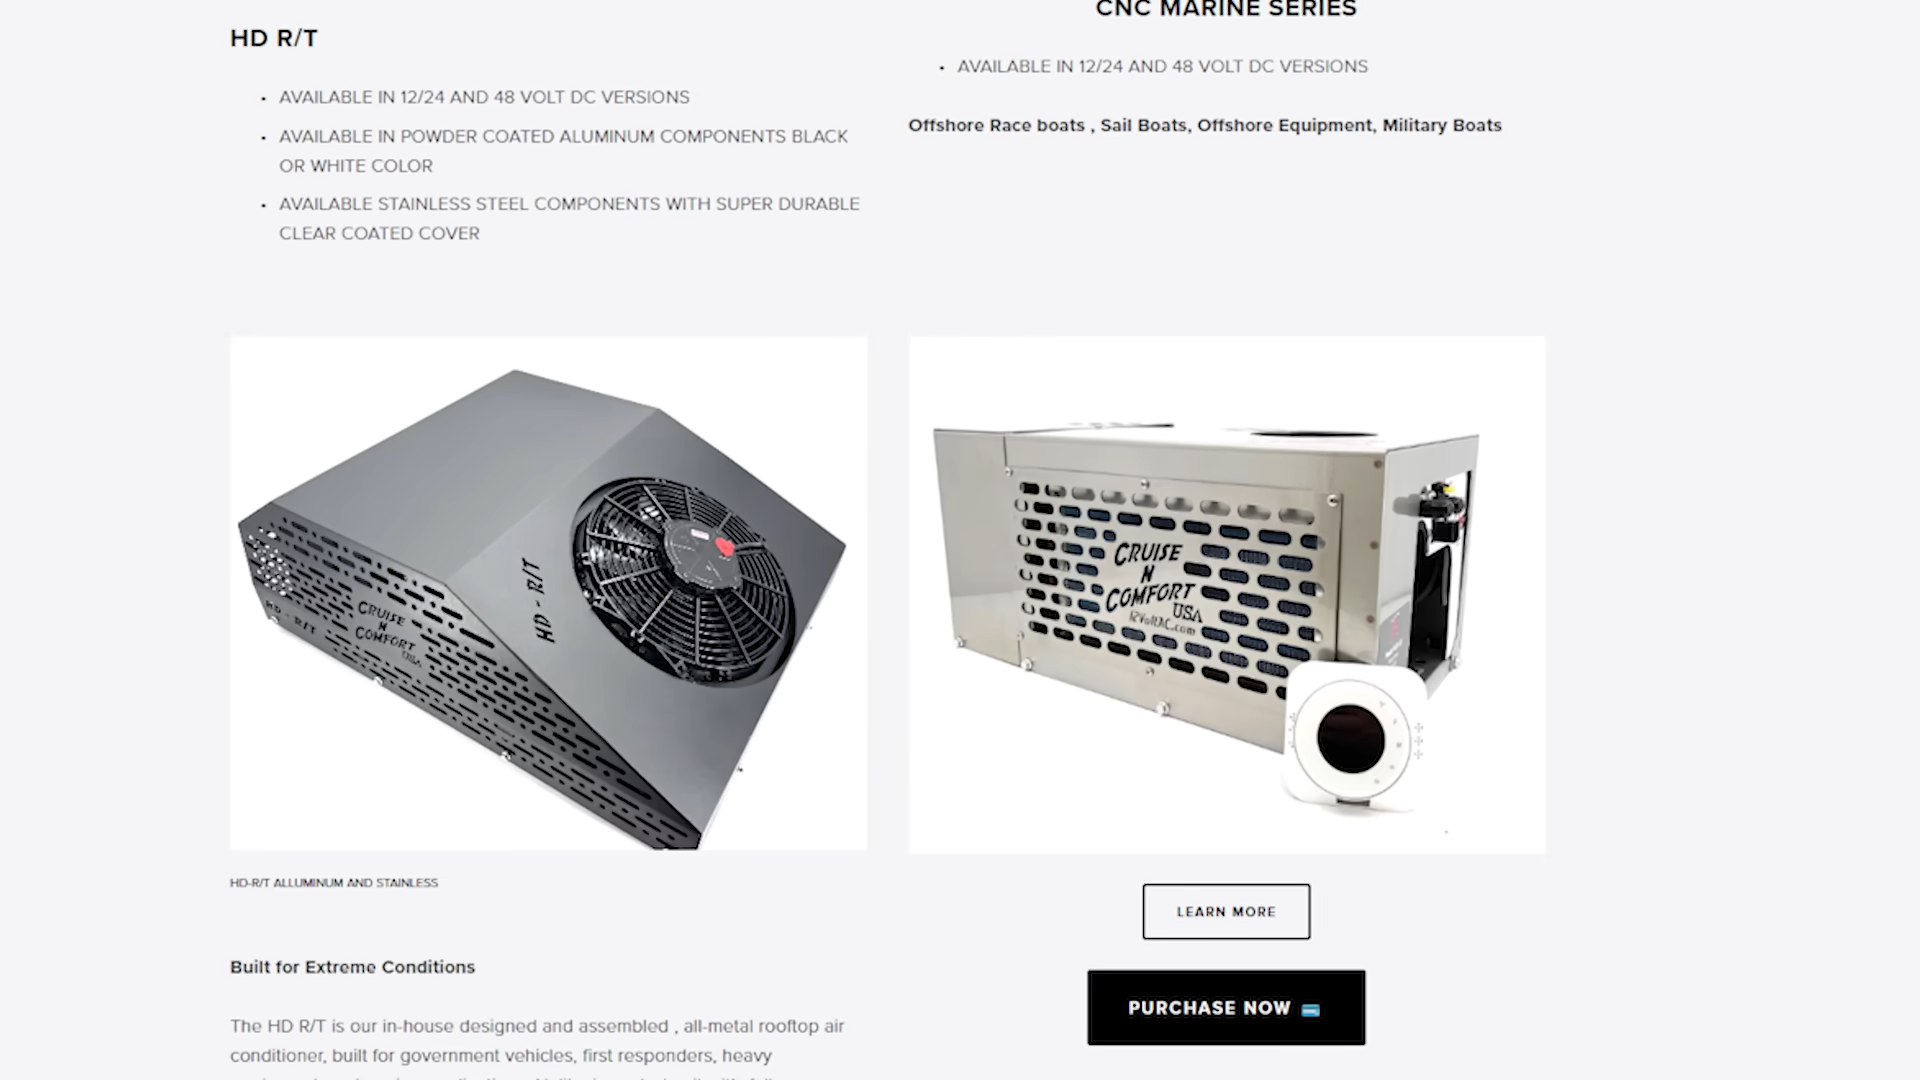 HD R/T
• AVAILABLE IN 12/24 AND 48 VOLT DC VERSIONS
• AVAILABLE IN POWDER COATED ALUMINUM COMPONENTS BLACK
OR WHITE COLOR
• AVAILABLE STAINLESS STEEL COMPONENTS WITH SUPER DURABLE
CLEAR COATED COVER
HD - R/T
HD - R/T
CRUISE
N
COMFORT
USA
HD-R/T ALLUMINUM AND STAINLESS
Built for Extreme Conditions
The HD R/T is our in-house designed and assembled , all-metal rooftop air
conditioner, built for government vehicles, first responders, heavy
CNC MARINE SERIES
• AVAILABLE IN 12/24 AND 48 VOLT DC VERSIONS
Offshore Race boats , Sail Boats, Offshore Equipment, Military Boats
CRUISE
N
COMFORT
USA
12VoltAC.com
LEARN MORE
PURCHASE NOW